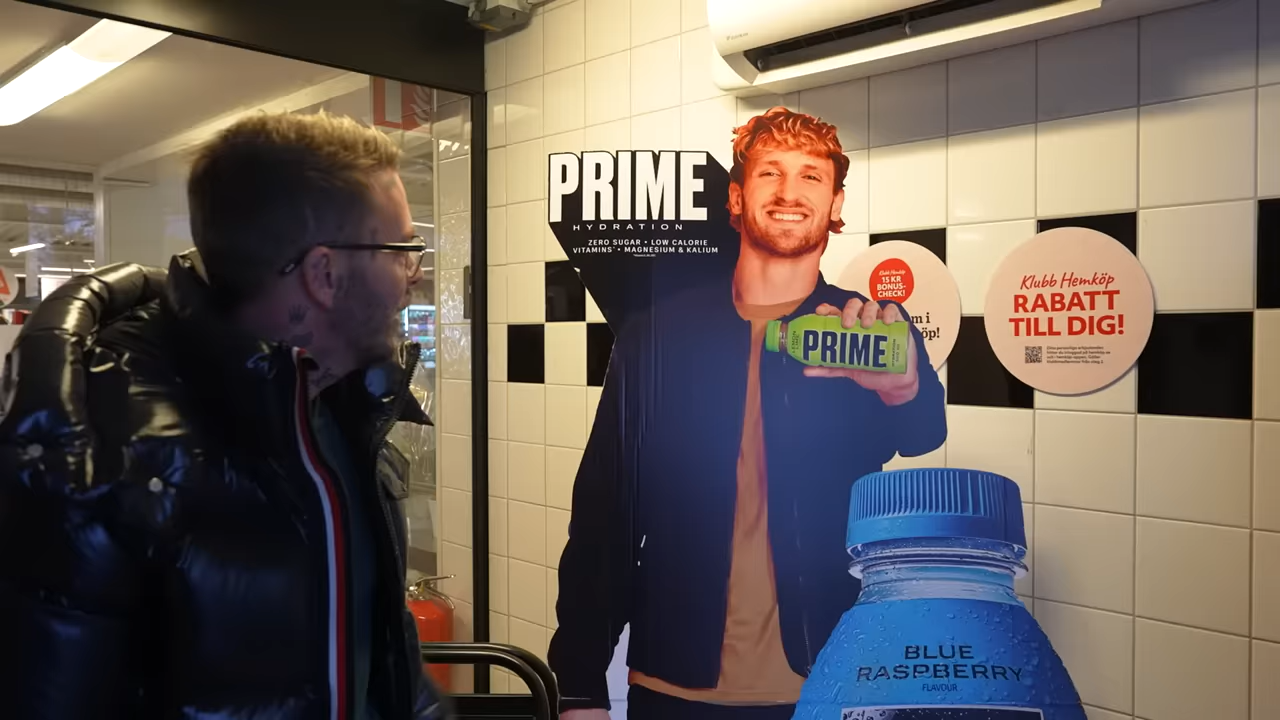 PRIME
HYDRATION
ZERO SUGAR • LOW CALORIE
VITAMINS* • MAGNESIUM & KALIUM
PRIME
Klubb Hemköp
15 KR
BONUS-
CHECK!
m i
öp!
Klubb Hemköp
RABATT
TILL DIG!
BLUE
RASPBERRY
FLAVOUR